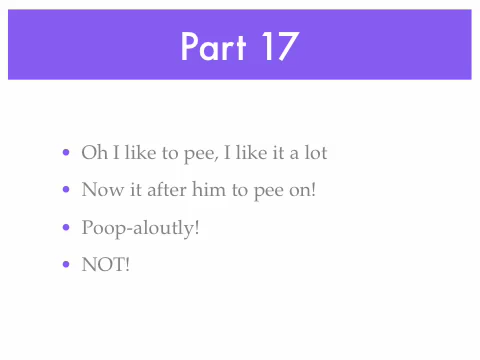 Part 17
• Oh I like to pee, I like it a lot
• Now it after him to pee on!
• Poop-aloutly!
• NOT!